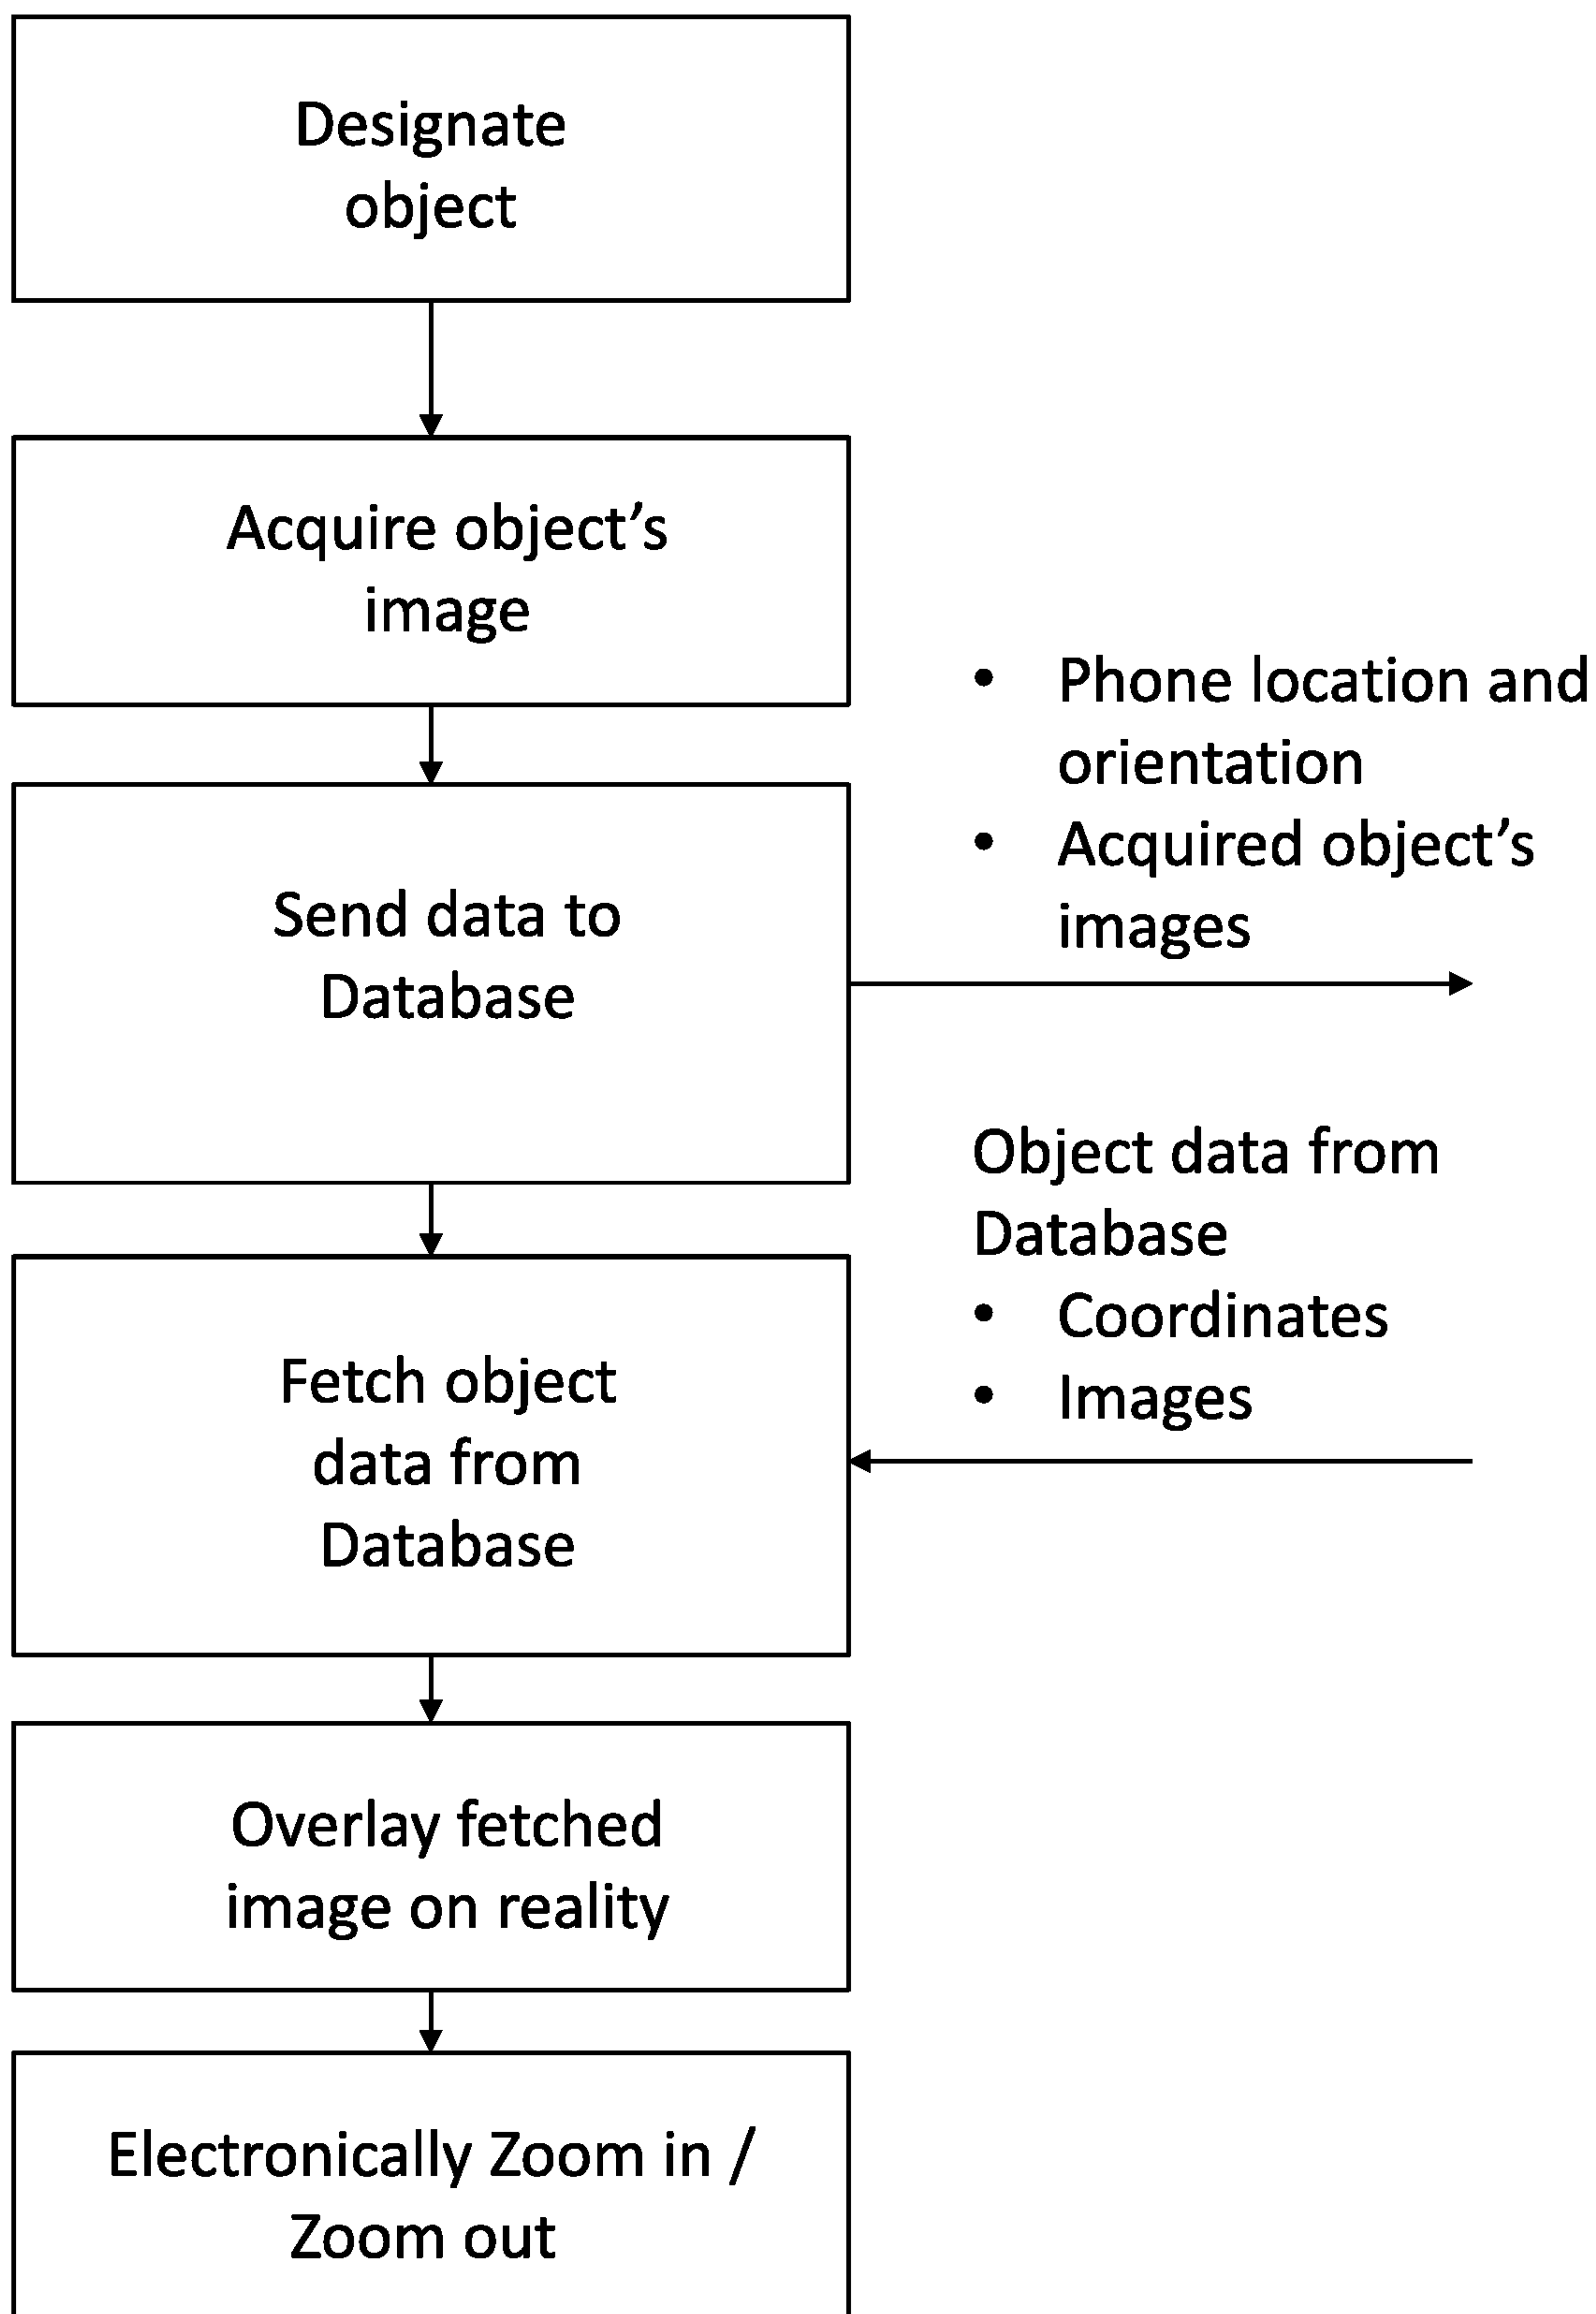 Designate
object
Acquire object’s
image
• Phone location and
orientation
• Acquired object’s
images
Send data to
Database
Object data from
Database
• Coordinates
• Images
Fetch object
data from
Database
Overlay fetched
image on reality
Electronically Zoom in /
Zoom out